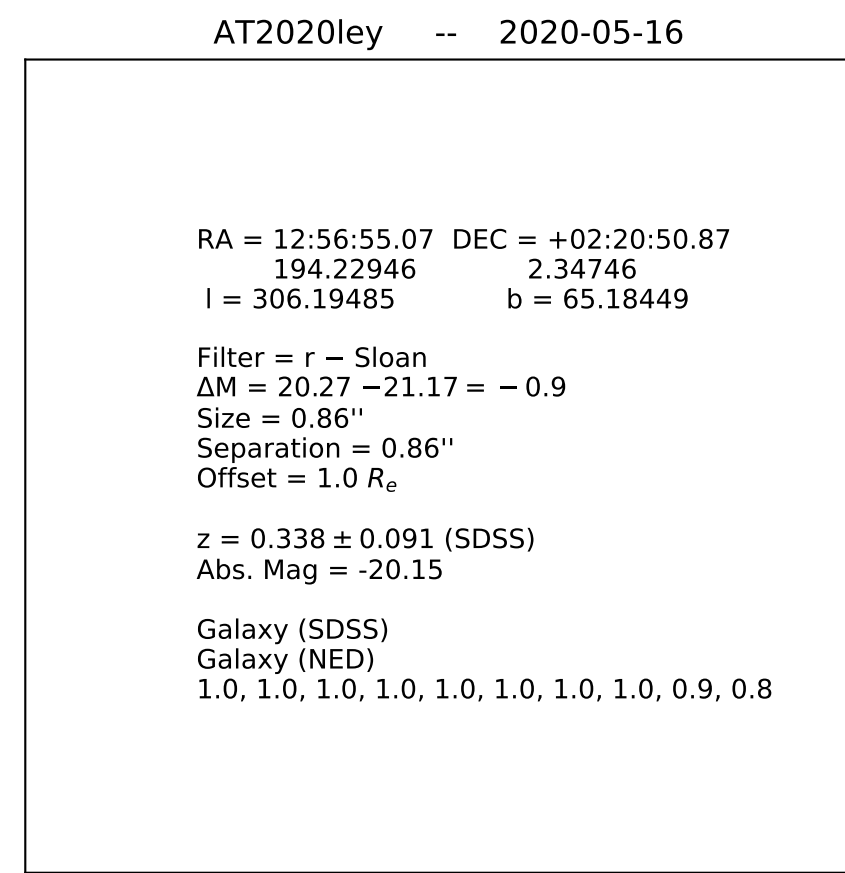 AT2020ley -- 2020-05-16
RA = 12:56:55.07 DEC = +02:20:50.87
194.22946 2.34746
l = 306.19485 b = 65.18449
Filter = r − Sloan
ΔM = 20.27 −21.17 = − 0.9
Size = 0.86''
Separation = 0.86''
Offset = 1.0 Re
z = 0.338 ± 0.091 (SDSS)
Abs. Mag = -20.15
Galaxy (SDSS)
Galaxy (NED)
1.0, 1.0, 1.0, 1.0, 1.0, 1.0, 1.0, 1.0, 0.9, 0.8